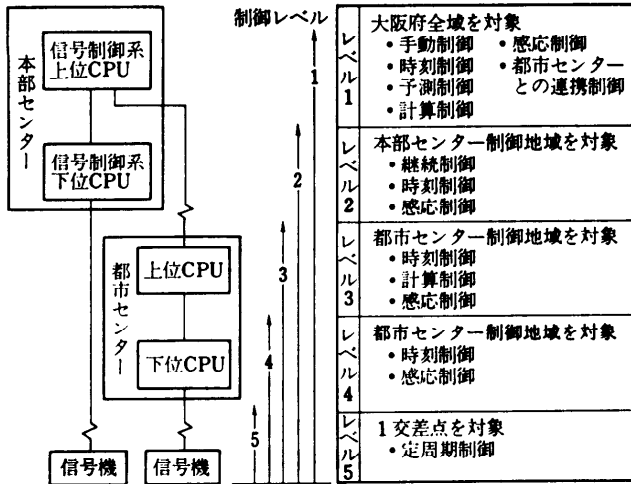 本部センター
信号制御系
上位CPU
信号制御系
下位CPU
都市センター
上位CPU
下位CPU
信号機
信号機
制御レベル
1
2
3
4
5
レベル1
大阪府全域を対象
・手動制御
・時刻制御
・予測制御
・計算制御
・感応制御
・都市センター
との連携制御
レベル2
本部センター制御地域を対象
・継続制御
・時刻制御
・感応制御
レベル3
都市センター制御地域を対象
・時刻制御
・計算制御
・感応制御
レベル4
都市センター制御地域を対象
・時刻制御
・感応制御
レベル5
1交差点を対象
・定周期制御